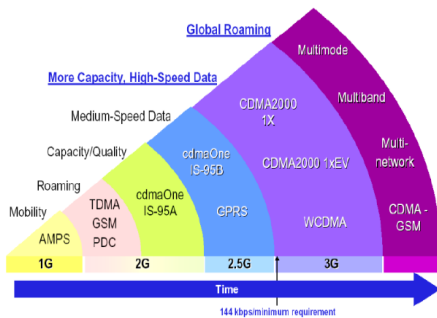 Global Roaming
More Capacity, High-Speed Data
Medium-Speed Data
Capacity/Quality
Roaming
Mobility
AMPS
TDMA
GSM
PDC
cdmaOne
IS-95A
cdmaOne
IS-95B
GPRS
CDMA2000
1X
CDMA2000 1xEV
WCDMA
Multimode
Multiband
Multi-
network
CDMA -
GSM
1G
2G
2.5G
3G
Time
144 kbps/minimum requirement